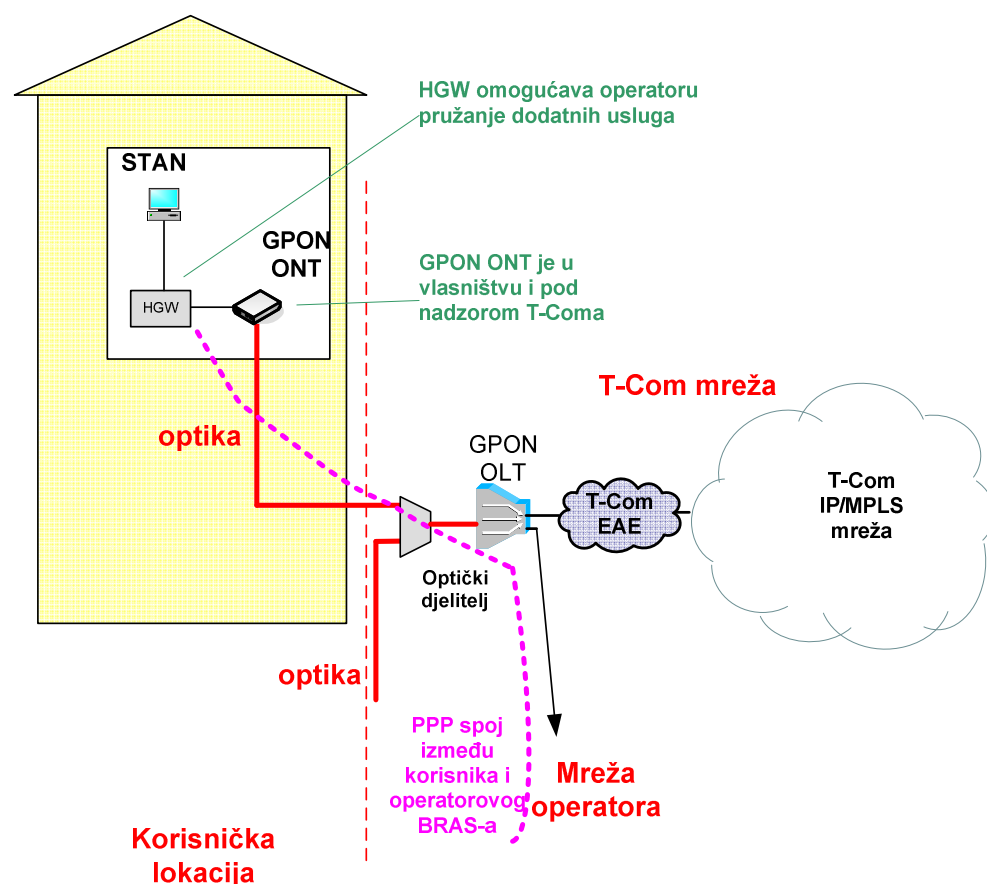 HGW omogućava operatoru
pružanje dodatnih usluga
STAN
GPON
ONT
HGW
GPON ONT je u
vlasništvu i pod
nadzorom T-Coma
T-Com mreža
optika
GPON
OLT
T-Com
EAE
T-Com
IP/MPLS
mreža
Optički
djelitelj
optika
PPP spoj
između
korisnika i
operatorovog
BRAS-a
Mreža
operatora
Korisnička
lokacija